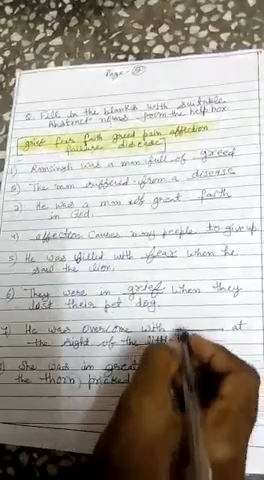 Page - 
Q. Fill in the blanks with suitable
Abstract nouns form the help box
grief fear faith greed pain affection
failure disease
1) Ramsingh was a man full of greed
2) The man suffered from a disease
3) He was a man of great faith
in God.
4) affection causes many people to give up
5) He was filled with fear when he
saw the lion.
6) They were in grief when they
lost their pet dog.
7) He was overcome with ______ at
the sight of the little
She was in great
the thorn, pricked